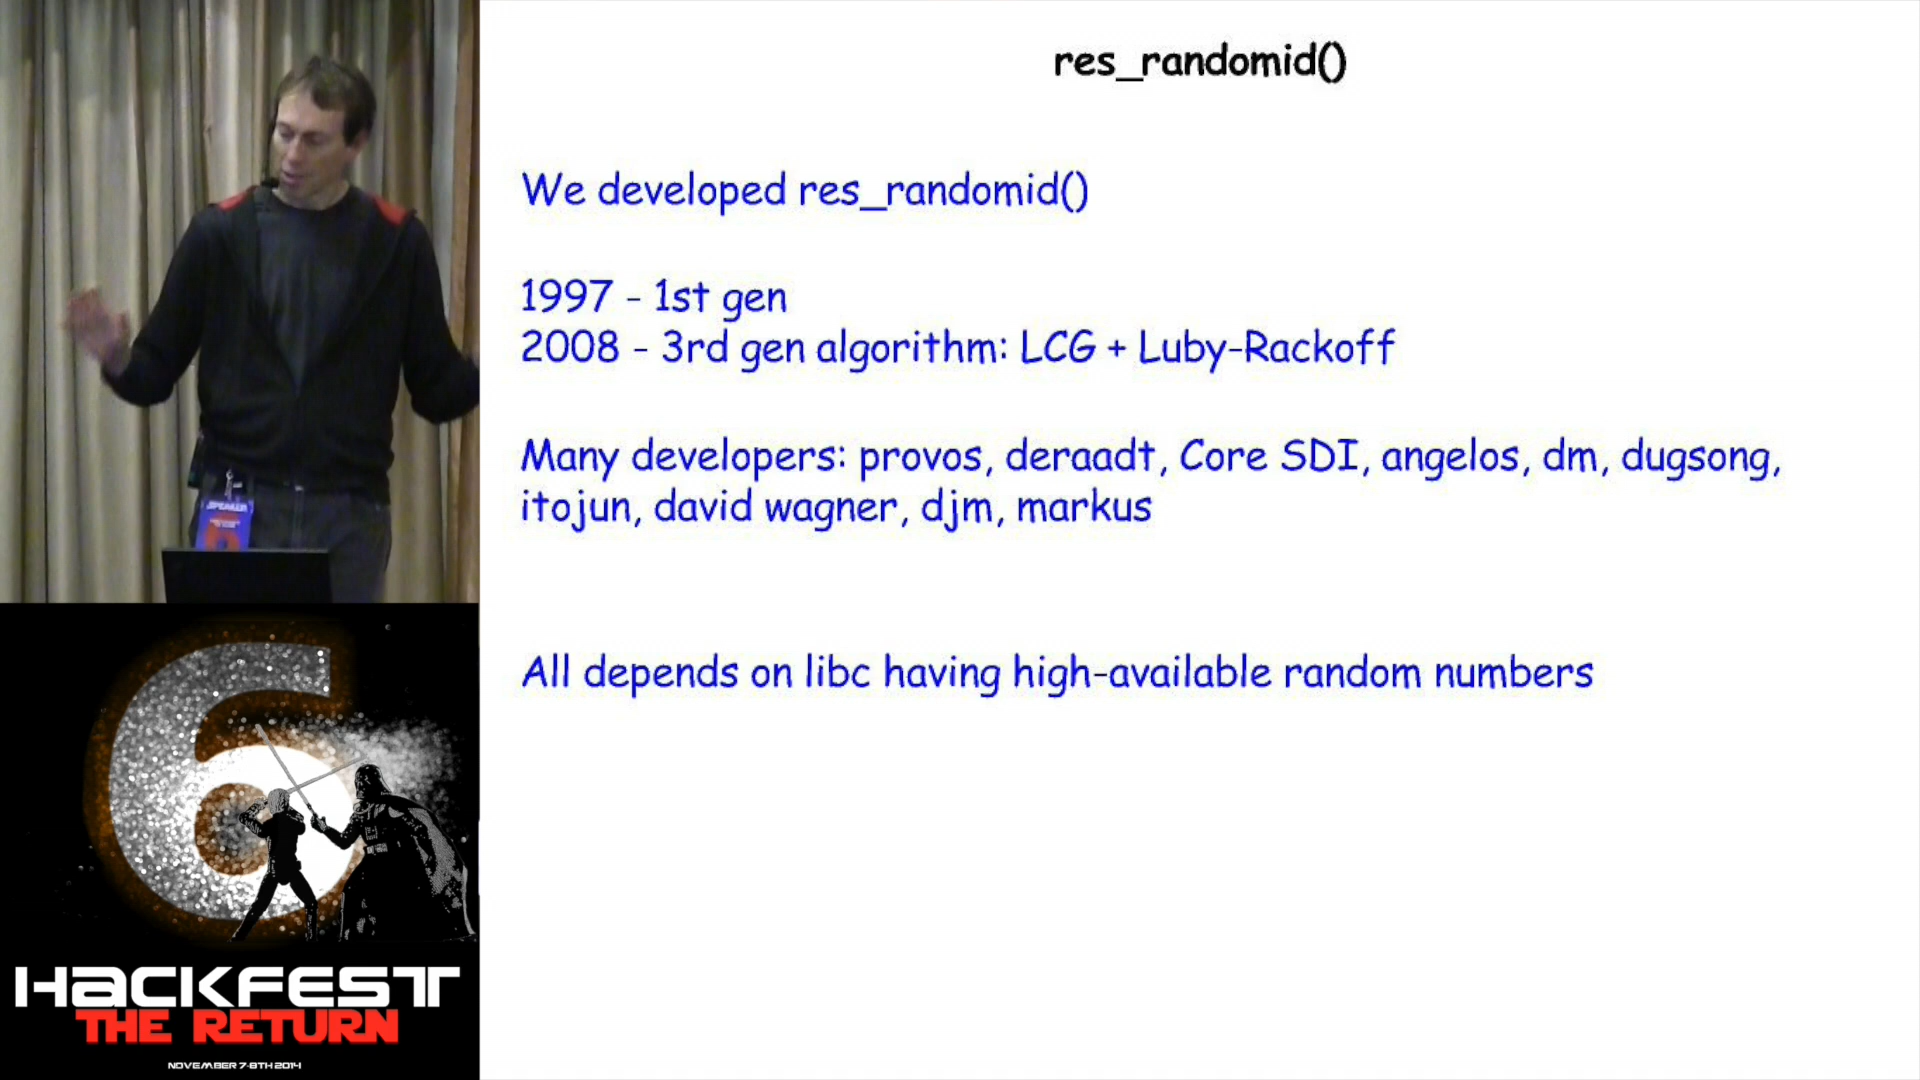 res_randomid()
We developed res_randomid()
1997 - 1st gen
2008 - 3rd gen algorithm: LCG + Luby-Rackoff
Many developers: provos, deraadt, Core SDI, angelos, dm, dugsong,
itojun, david wagner, djm, markus
All depends on libc having high-available random numbers
SPEAKER
6
HACKFEST
THE RETURN
NOVEMBER 7-8TH 2014